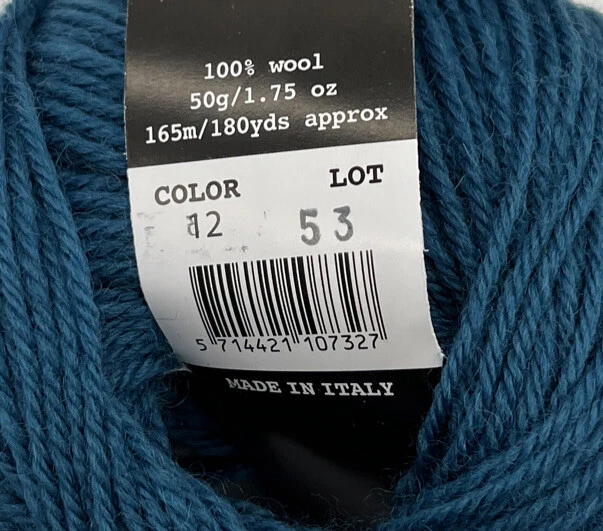 100% wool
50g/1.75 oz
165m/180yds approx
COLOR LOT
12 53
5 714421 107327
MADE IN ITALY